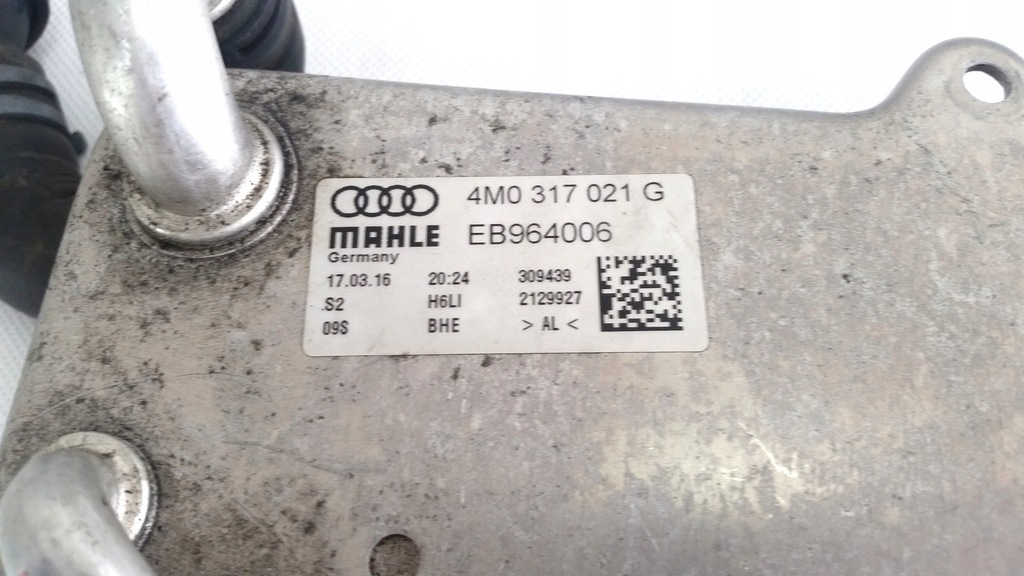 4M0 317 021 G
MAHLE EB964006
Germany
17.03.16 20:24 309439
S2 H6LI 2129927
09S BHE > AL <